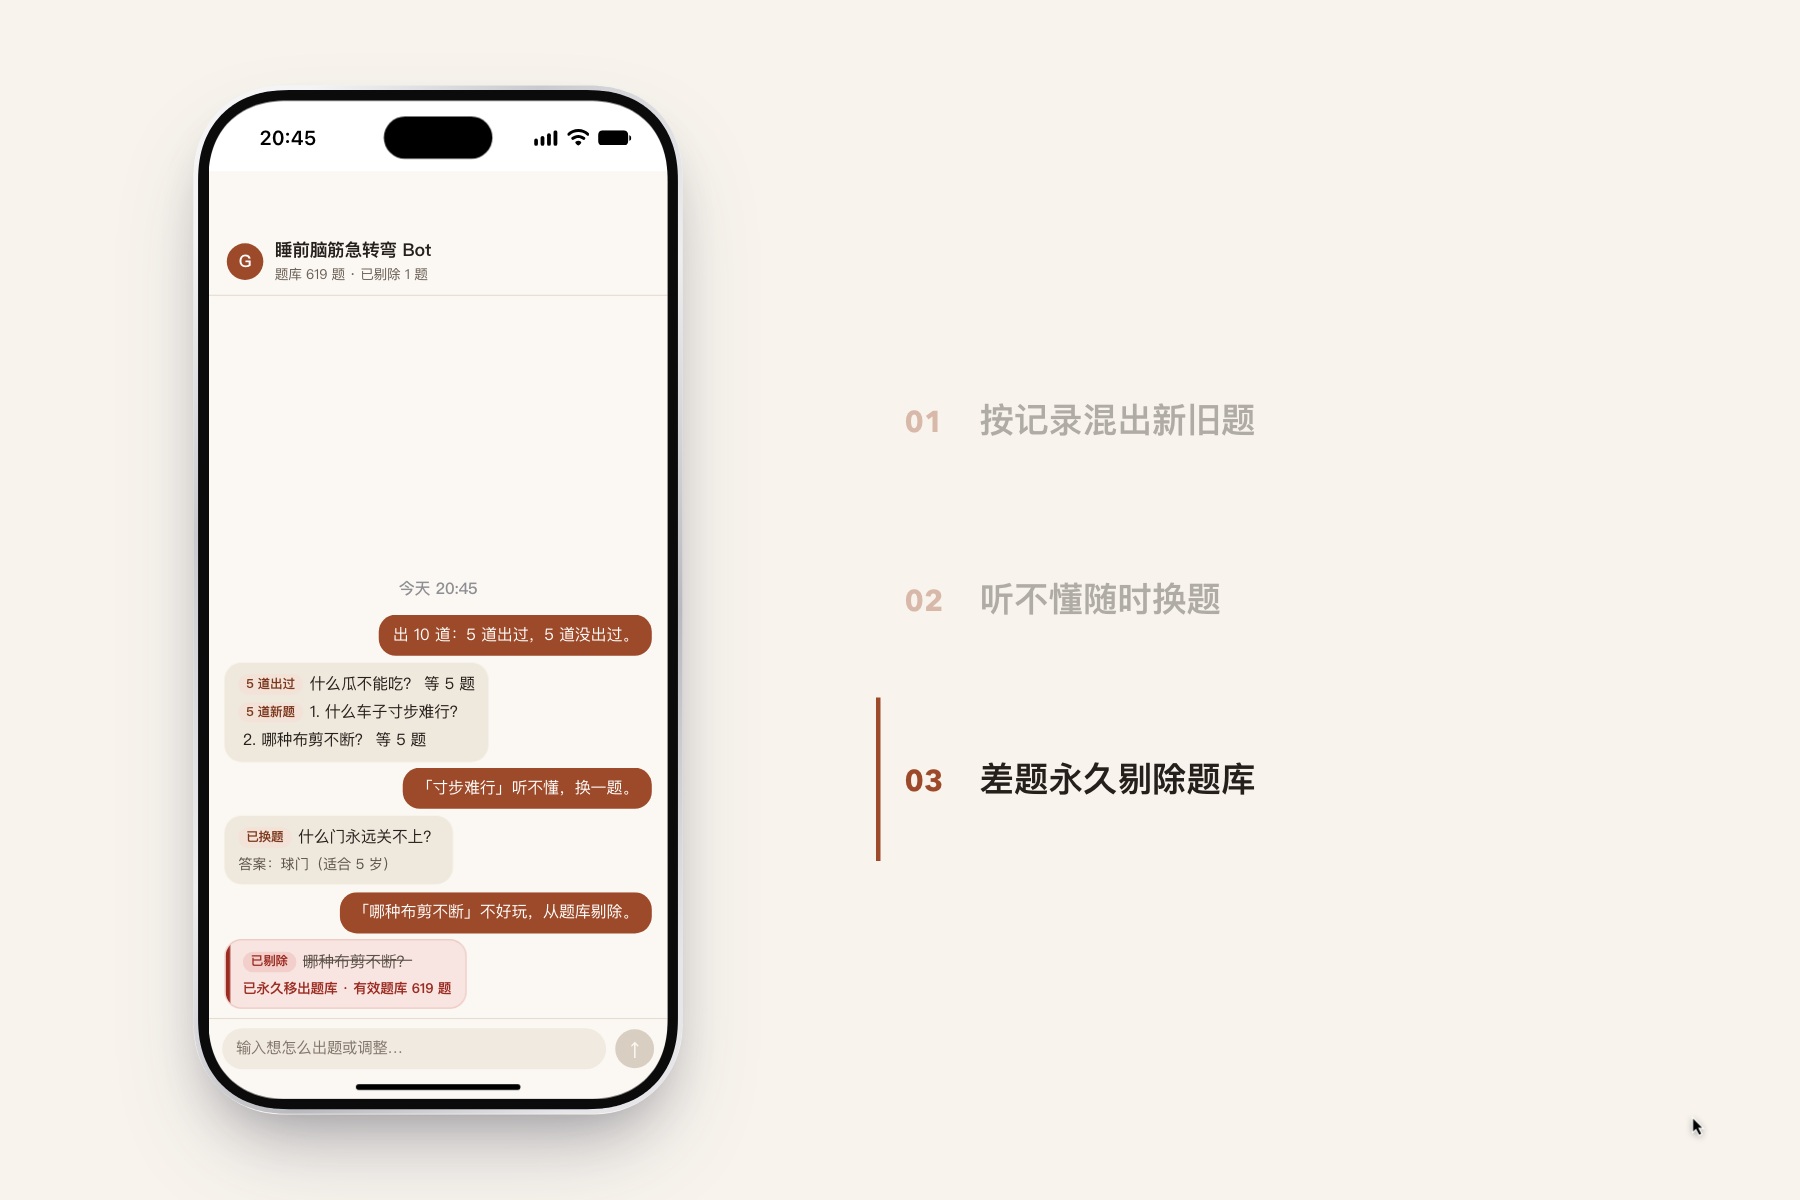 20:45
G
睡前脑筋急转弯 Bot
题库 619 题 · 已剔除 1 题
今天 20:45
出 10 道：5 道出过，5 道没出过。
5 道出过 什么瓜不能吃？ 等 5 题
5 道新题 1. 什么车子寸步难行？
2. 哪种布剪不断？ 等 5 题
「寸步难行」听不懂，换一题。
已换题 什么门永远关不上？
答案：球门（适合 5 岁）
「哪种布剪不断」不好玩，从题库剔除。
已剔除 哪种布剪不断？
已永久移出题库 · 有效题库 619 题
输入想怎么出题或调整…
↑
01 按记录混出新旧题
02 听不懂随时换题
03 差题永久剔除题库